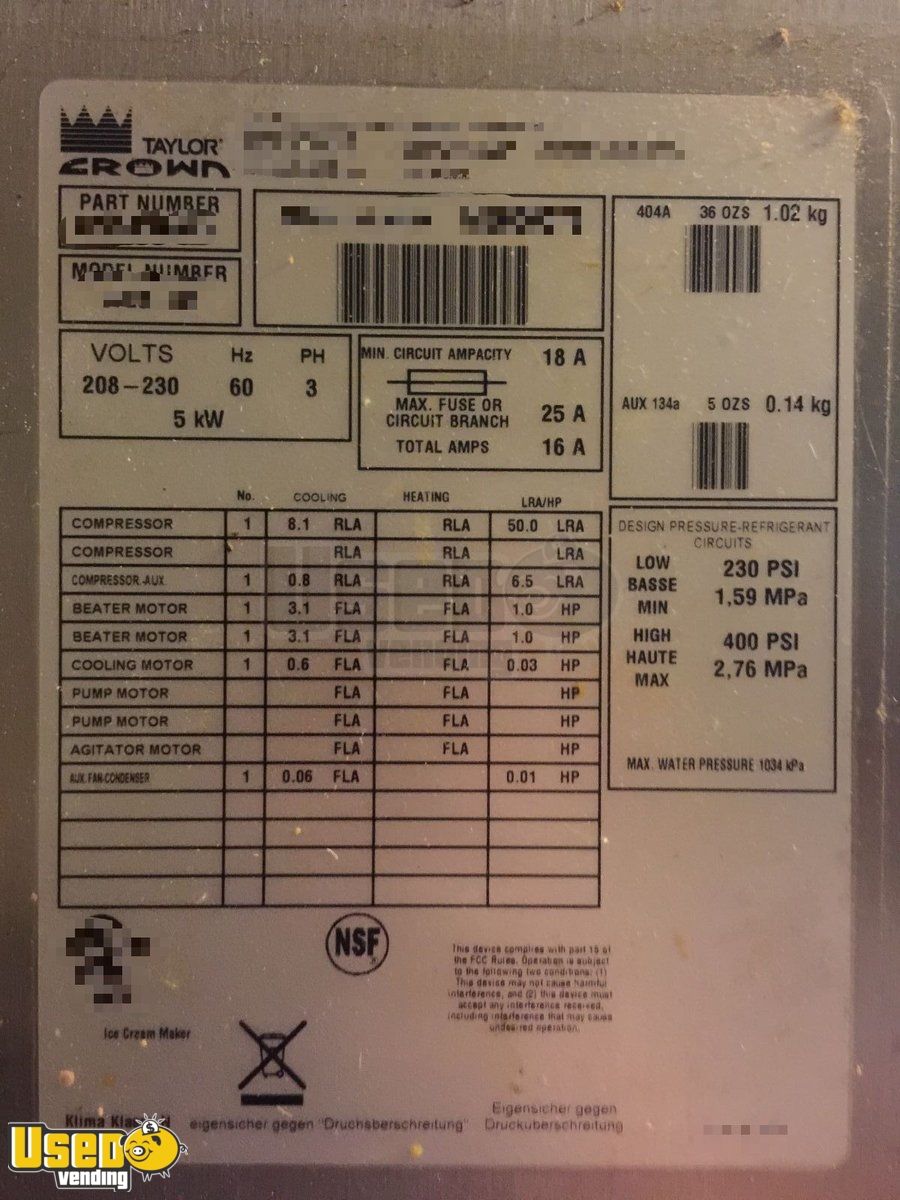 TAYLOR®
CROWN
PART NUMBER
MODEL NUMBER
404A 36 OZS 1.02 kg
AUX 134a 5 OZS 0.14 kg
VOLTS Hz PH
208-230 60 3
5 kW
MIN. CIRCUIT AMPACITY 18 A
MAX. FUSE OR
CIRCUIT BRANCH 25 A
TOTAL AMPS 16 A
No. COOLING HEATING LRA/HP
COMPRESSOR 1 8.1 RLA RLA 50.0 LRA
COMPRESSOR RLA RLA LRA
COMPRESSOR-AUX. 1 0.8 RLA RLA 6.5 LRA
BEATER MOTOR 1 3.1 FLA FLA 1.0 HP
BEATER MOTOR 1 3.1 FLA FLA 1.0 HP
COOLING MOTOR 1 0.6 FLA FLA 0.03 HP
PUMP MOTOR FLA FLA HP
PUMP MOTOR FLA FLA HP
AGITATOR MOTOR FLA FLA HP
AUX. FAN-CONDENSER 1 0.06 FLA 0.01 HP
DESIGN PRESSURE-REFRIGERANT
CIRCUITS
LOW
BASSE
MIN
230 PSI
1,59 MPa
HIGH
HAUTE
MAX
400 PSI
2,76 MPa
MAX. WATER PRESSURE 1034 kPa
NSF®
Ice Cream Maker
This device complies with part 15 of
the FCC Rules. Operation is subject
to the following two conditions: (1)
This device may not cause harmful
interference, and (2) this device must
accept any interference received,
including interference that may cause
undesired operation.
Klima
eigensicher gegen "Druchsberschreitung"
Eigensicher gegen
Druckuberschreitung
USED
vending
USED
vending